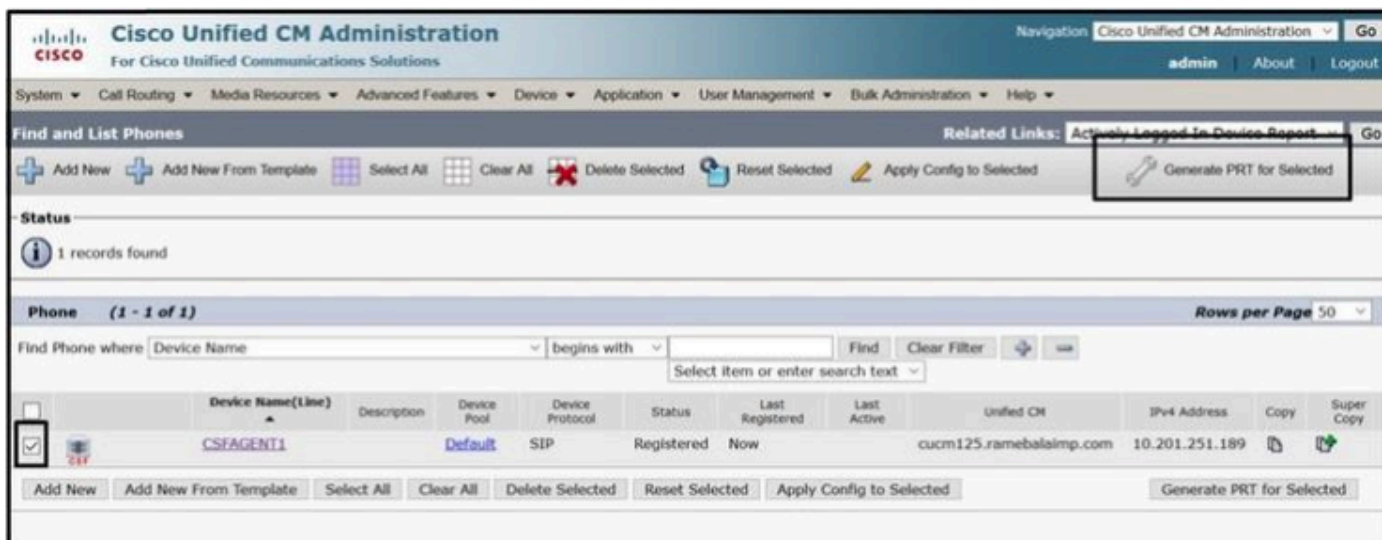 CISCO
Cisco Unified CM Administration
For Cisco Unified Communications Solutions
Navigation Cisco Unified CM Administration Go
admin About Logout
System Call Routing Media Resources Advanced Features Device Application User Management Bulk Administration Help
Find and List Phones Related Links: Actively Logged In Device Report Go
Add New Add New From Template Select All Clear All Delete Selected Reset Selected Apply Config to Selected Generate PRT for Selected
Status
1 records found
Phone (1 - 1 of 1) Rows per Page 50
Find Phone where Device Name begins with Find Clear Filter
Select item or enter search text
Device Name(Line) Description Device Pool Device Protocol Status Last Registered Last Active Unified CM IPv4 Address Copy Super Copy
CSF CSFAGENT1 Default SIP Registered Now cucm125.ramebalaimp.com 10.201.251.189
Add New Add New From Template Select All Clear All Delete Selected Reset Selected Apply Config to Selected Generate PRT for Selected